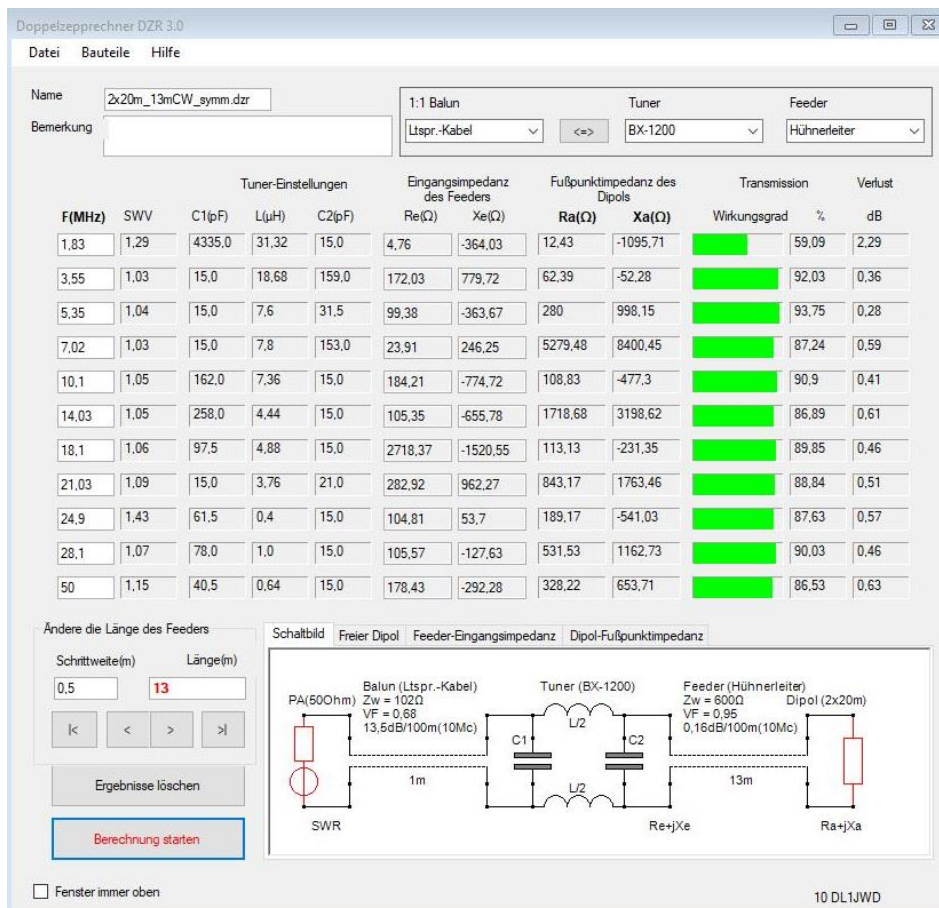 Doppelzepprechner DZR 3.0
Datei Bauteile Hilfe
Name 2x20m_13mCW_symm.dzr
Bemerkung
1:1 Balun Tuner Feeder
Ltspr.-Kabel <=> BX-1200 Hühnerleiter
Tuner-Einstellungen Eingangsimpedanz des Feeders Fußpunktimpedanz des Dipols Transmission Verlust
F(MHz) SWV C1(pF) L(µH) C2(pF) Re(Ω) Xe(Ω) Ra(Ω) Xa(Ω) Wirkungsgrad % dB
1,83 1,29 4335,0 31,32 15,0 4,76 -364,03 12,43 -1095,71 59,09 2,29
3,55 1,03 15,0 18,68 159,0 172,03 779,72 62,39 -52,28 92,03 0,36
5,35 1,04 15,0 7,6 31,5 99,38 -363,67 280 998,15 93,75 0,28
7,02 1,03 15,0 7,8 153,0 23,91 246,25 5279,48 8400,45 87,24 0,59
10,1 1,05 162,0 7,36 15,0 184,21 -774,72 108,83 -477,3 90,9 0,41
14,03 1,05 258,0 4,44 15,0 105,35 -655,78 1718,68 3198,62 86,89 0,61
18,1 1,06 97,5 4,88 15,0 2718,37 -1520,55 113,13 -231,35 89,85 0,46
21,03 1,09 15,0 3,76 21,0 282,92 962,27 843,17 1763,46 88,84 0,51
24,9 1,43 61,5 0,4 15,0 104,81 53,7 189,17 -541,03 87,63 0,57
28,1 1,07 78,0 1,0 15,0 105,57 -127,63 531,53 1162,73 90,03 0,46
50 1,15 40,5 0,64 15,0 178,43 -292,28 328,22 653,71 86,53 0,63
Ändere die Länge des Feeders
Schrittweite(m) Länge(m)
0,5 13
|< < > >|
Ergebnisse löschen
Berechnung starten
Schaltbild Freier Dipol Feeder-Eingangsimpedanz Dipol-Fußpunktimpedanz
PA(50Ohm)
Balun (Ltspr.-Kabel)
Zw = 102Ω
VF = 0,68
13,5dB/100m(10Mc)
1m
SWR
Tuner (BX-1200)
L/2
C1 C2
L/2
Feeder (Hühnerleiter)
Zw = 600Ω
VF = 0,95
0,16dB/100m(10Mc)
13m
Re+jXe
Dipol (2x20m)
Ra+jXa
Fenster immer oben
10 DL1JWD